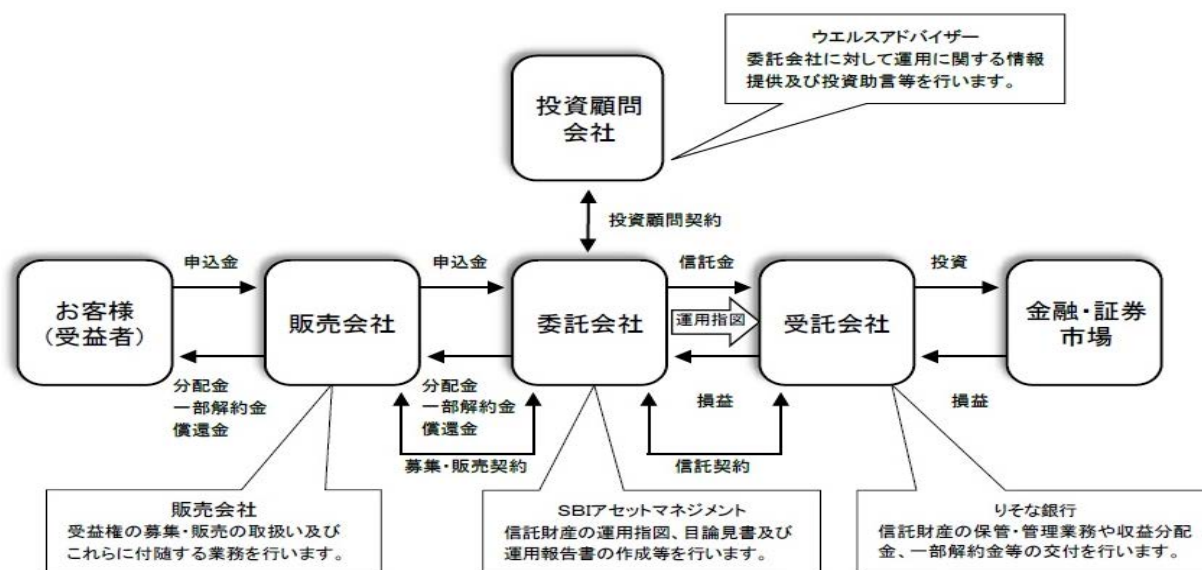 ウエルスアドバイザー
委託会社に対して運用に関する情報
提供及び投資助言等を行います。
投資顧問
会社
投資顧問契約
お客様
(受益者)
申込金
分配金
一部解約金
償還金
販売会社
申込金
分配金
一部解約金
償還金
募集・販売契約
委託会社
信託金
運用指図
損益
信託契約
受託会社
投資
損益
金融・証券
市場
販売会社
受益権の募集・販売の取扱い及び
これらに付随する業務を行います。
SBIアセットマネジメント
信託財産の運用指図、目論見書及び
運用報告書の作成等を行います。
りそな銀行
信託財産の保管・管理業務や収益分配
金、一部解約金等の交付を行います。